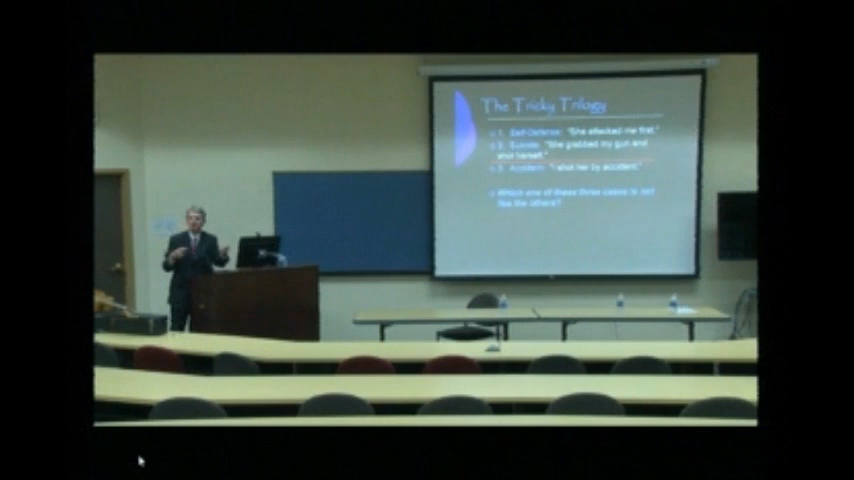 The Tricky Trilogy
1. Self-Defense: "She attacked me first."
2. Suicide: "She grabbed my gun and
shot herself."
3. Accident: "I shot her by accident."
Which one of these three cases is not
like the others?